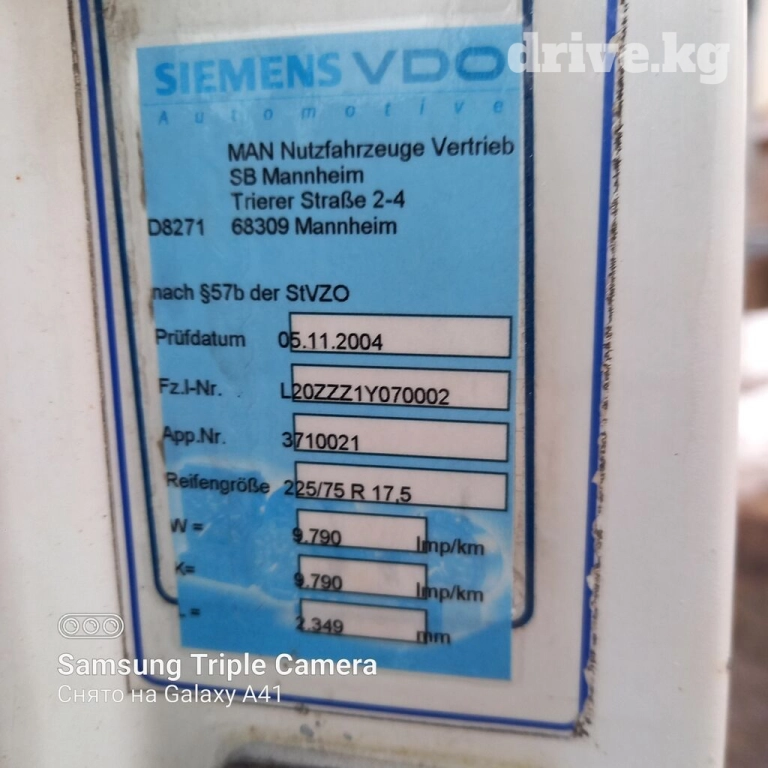 drive.kg
SIEMENS VDO
Automotive
MAN Nutzfahrzeuge Vertrieb
SB Mannheim
Trierer Straße 2-4
D8271 68309 Mannheim
nach §57b der StVZO
Prüfdatum 05.11.2004
Fz.I-Nr. L20ZZZ1Y070002
App.Nr. 3710021
Reifengröße 225/75 R 17,5
W = 9.790 Imp/km
K= 9.790 Imp/km
L = 2.349 mm
Samsung Triple Camera
Снято на Galaxy A41